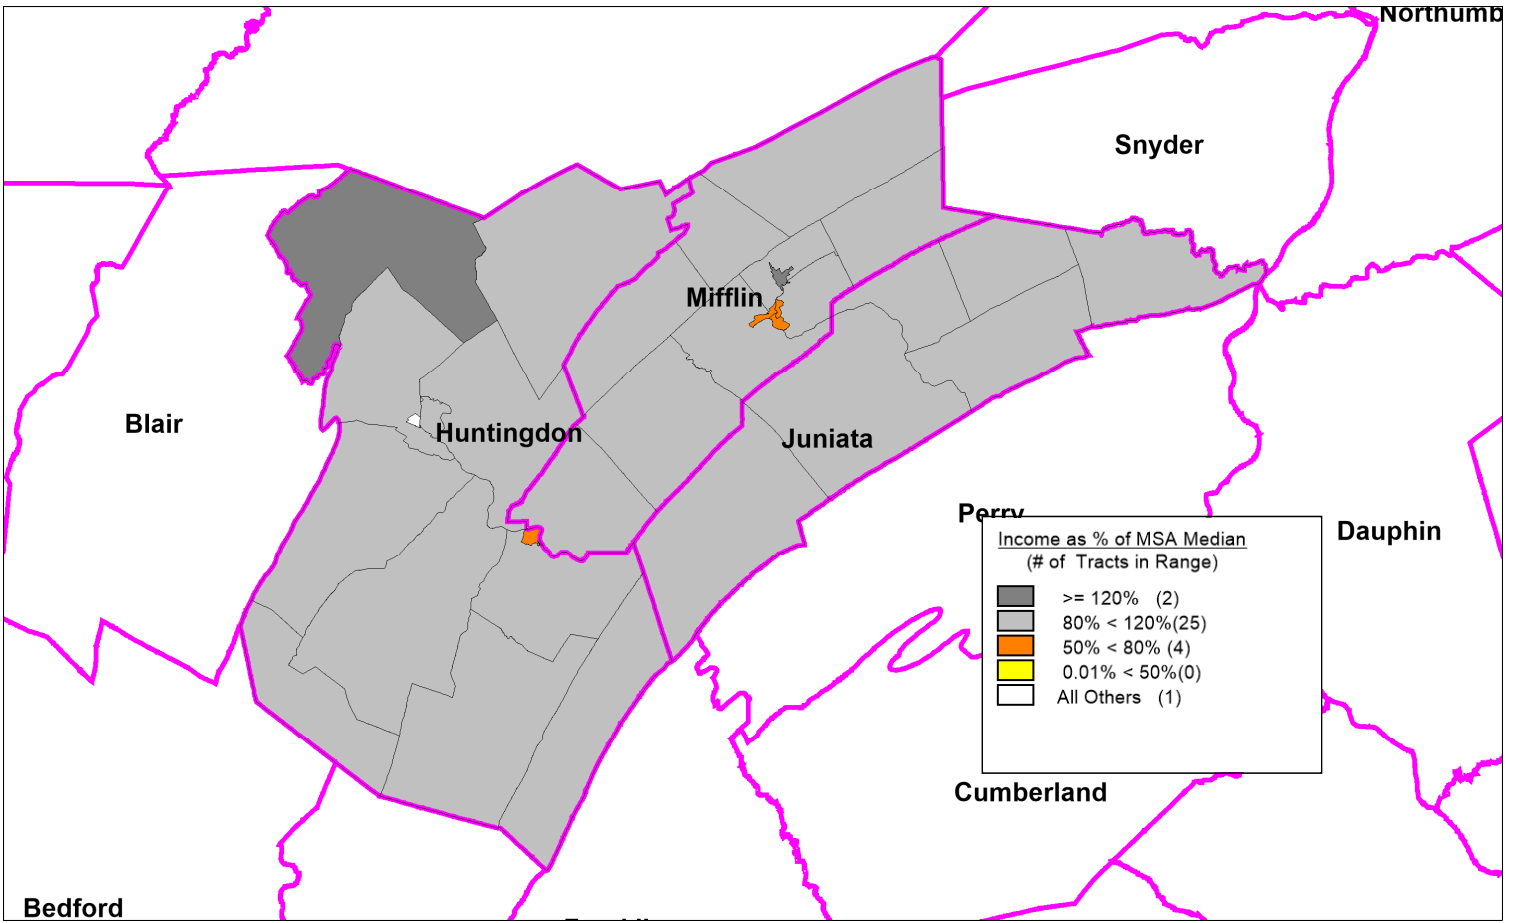 Northumb
Snyder
Mifflin
Blair
Huntingdon
Juniata
Perry
Dauphin
Income as % of MSA Median
(# of Tracts in Range)
>= 120% (2)
80% < 120%(25)
50% < 80% (4)
0.01% < 50%(0)
All Others (1)
Cumberland
Bedford